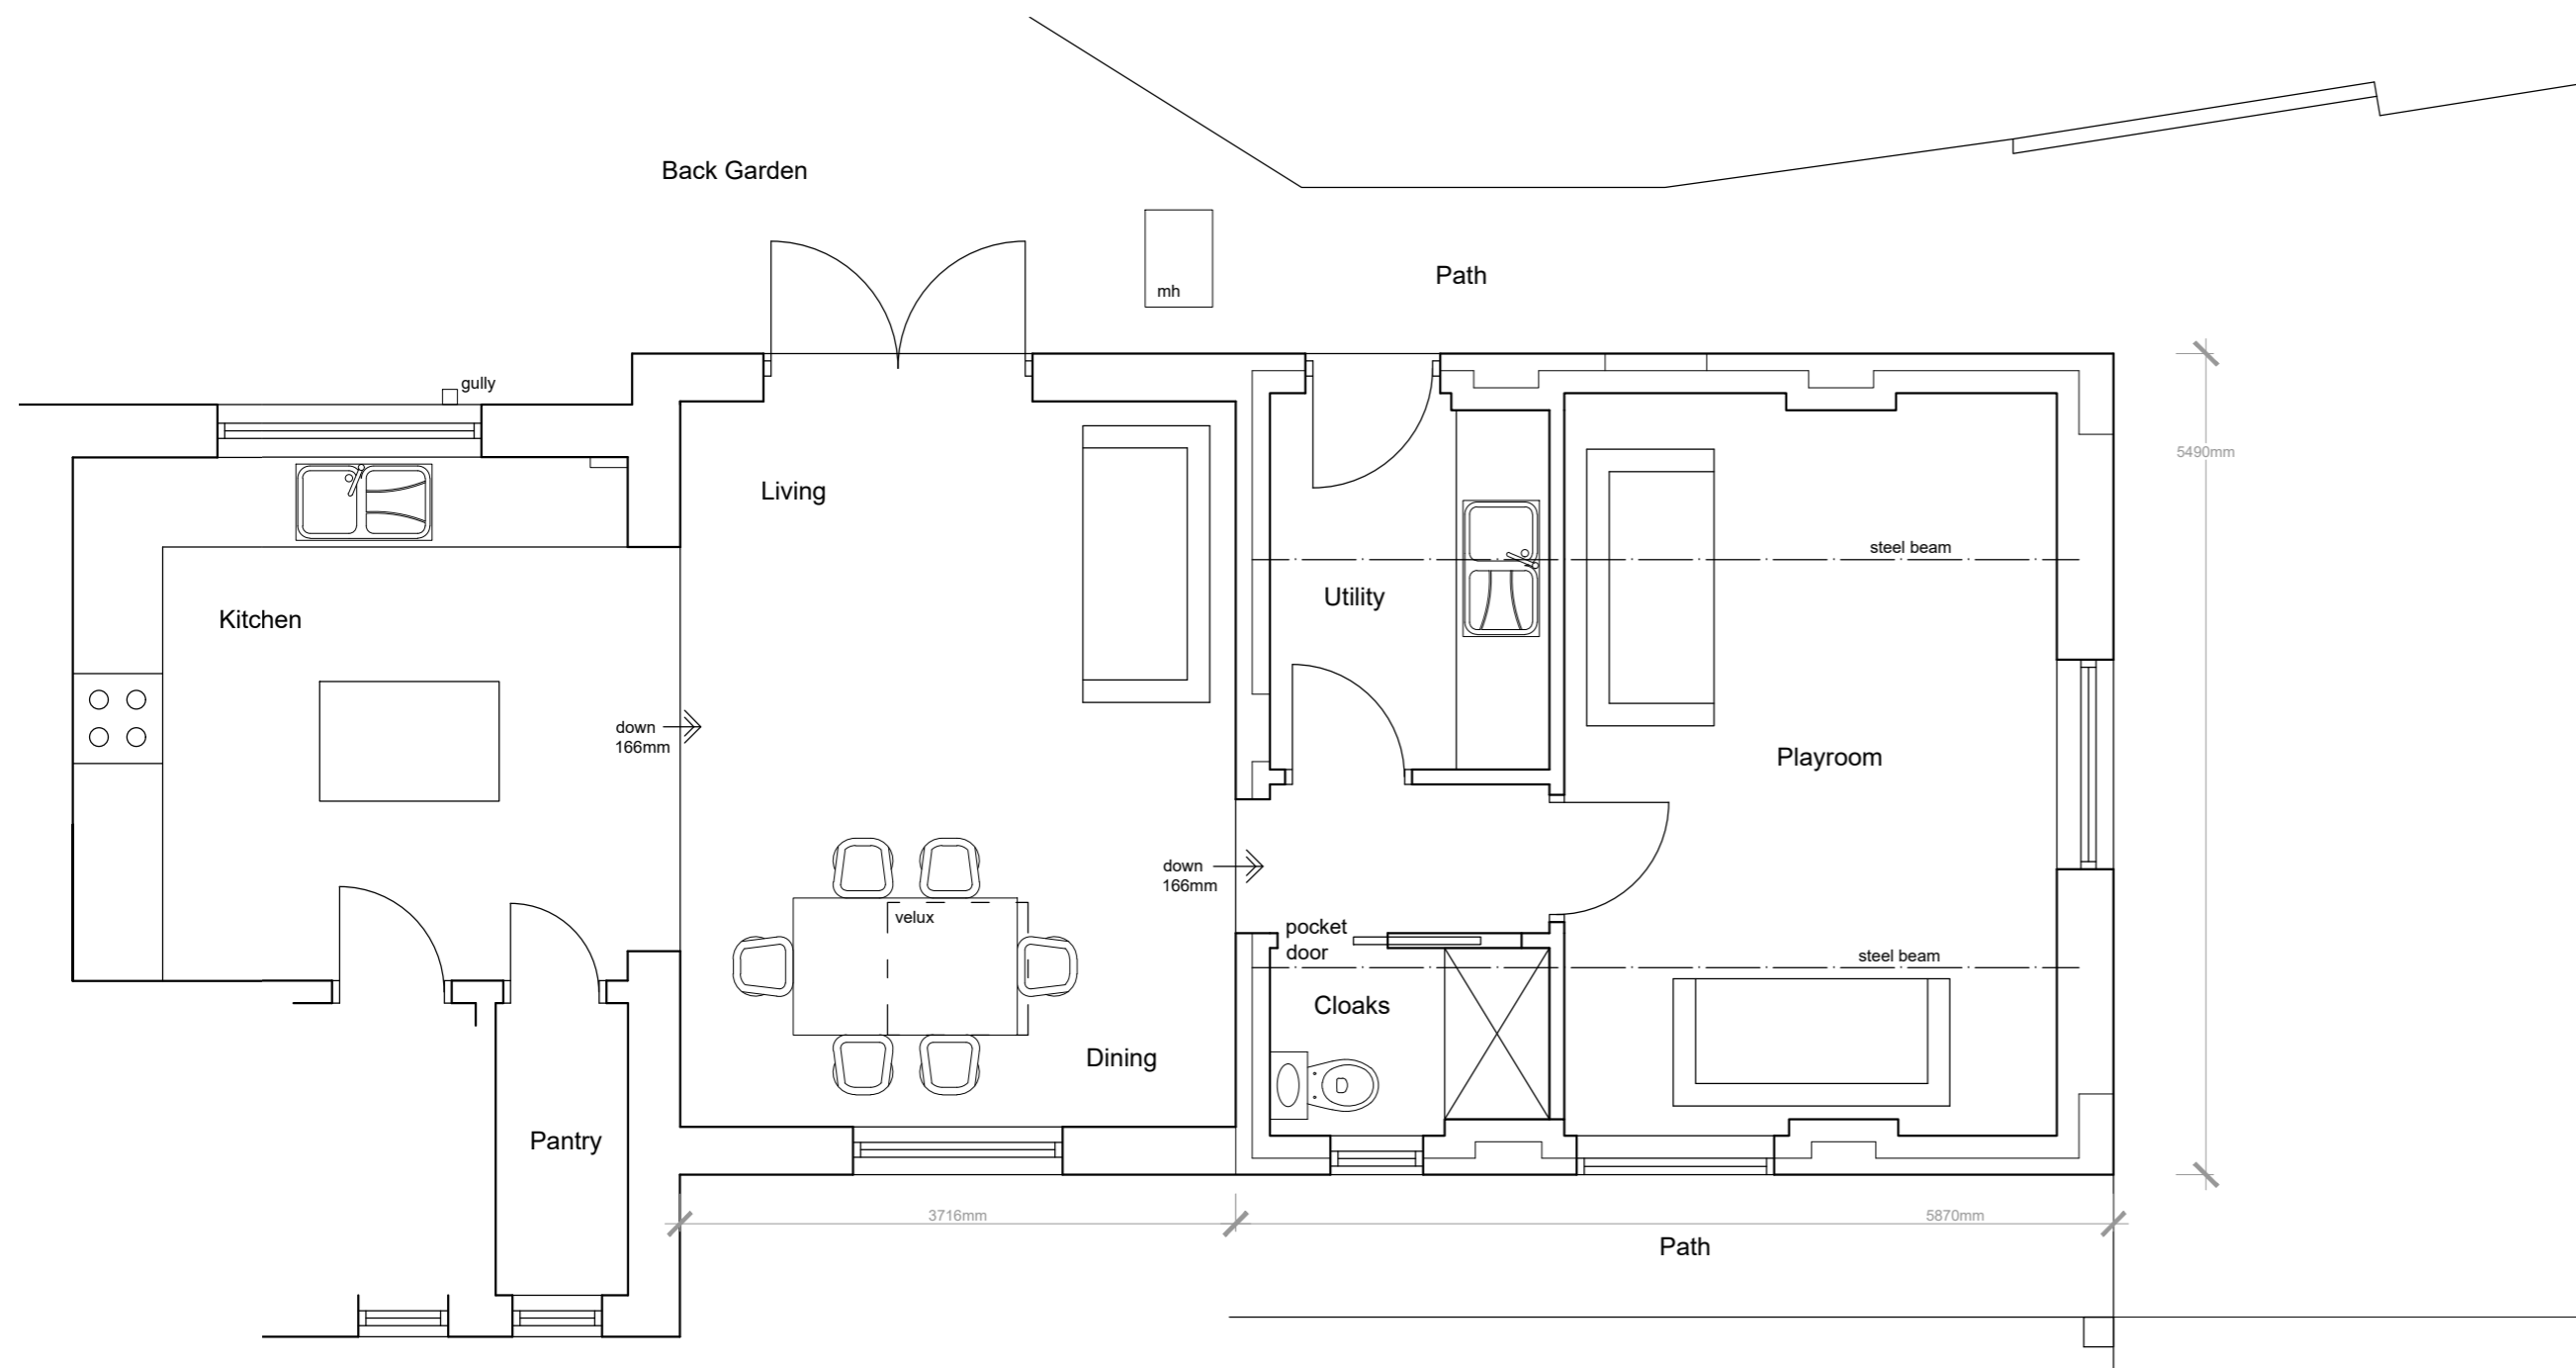 Back Garden
mh
Path
gully
5490mm
Living
steel beam
Utility
Kitchen
down
166mm
Playroom
down
166mm
velux
pocket
door
steel beam
Cloaks
Dining
Pantry
3716mm
5870mm
Path